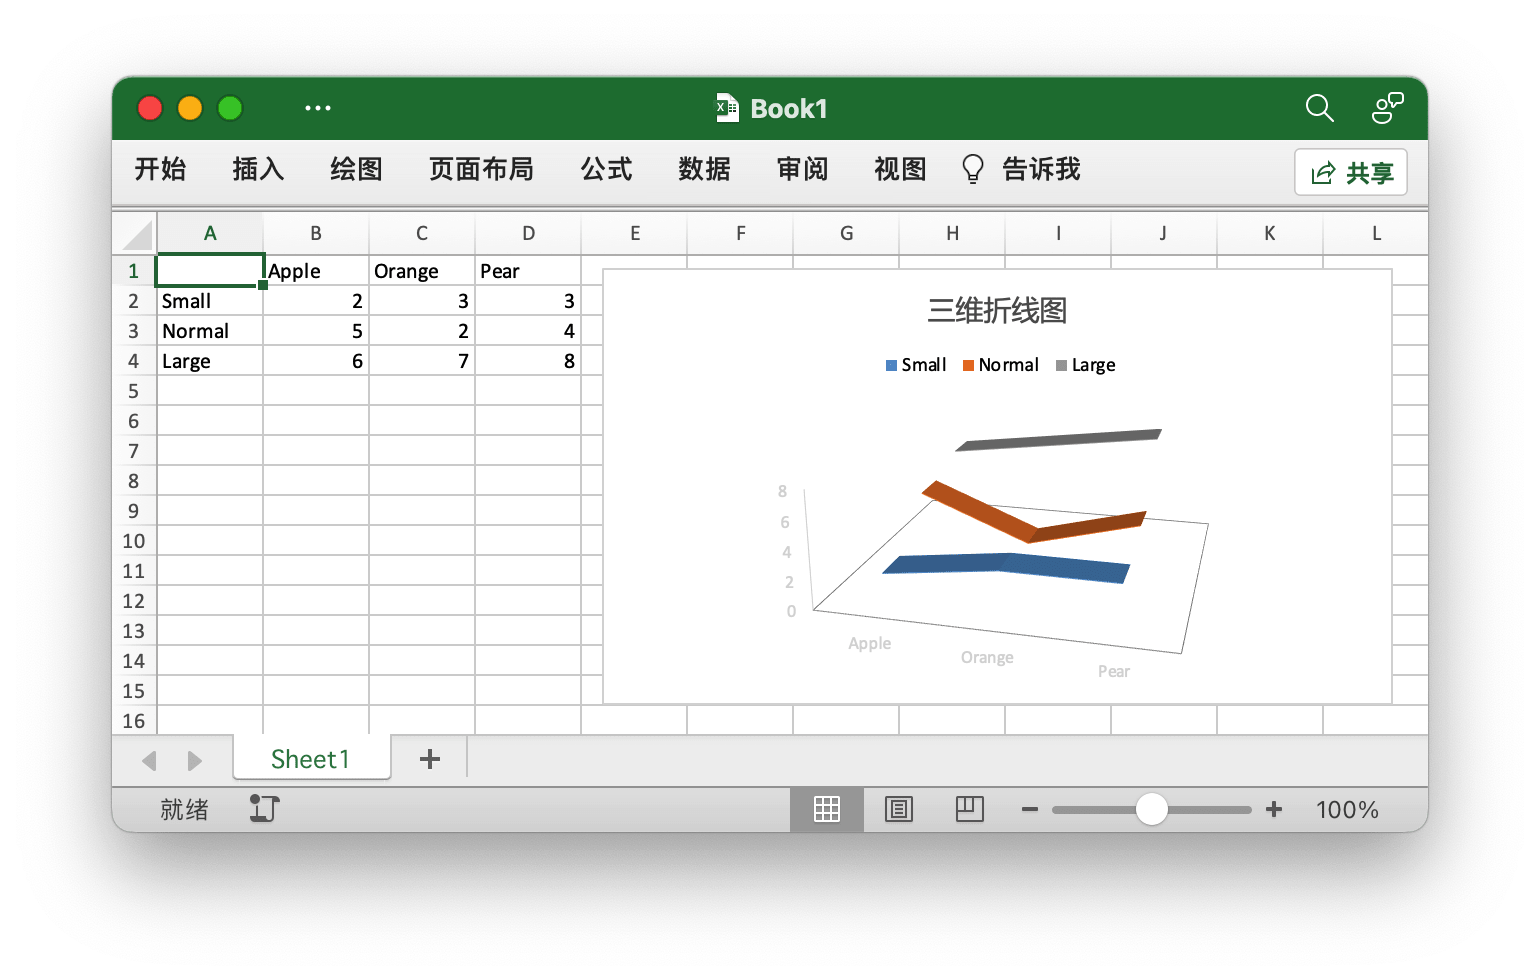 Book1
开始 插入 绘图 页面布局 公式 数据 审阅 视图 告诉我 共享
A B C D E F G H I J K L
1 Apple Orange Pear
2 Small 2 3 3
3 Normal 5 2 4
4 Large 6 7 8
5
6
7
8
9
10
11
12
13
14
15
16
三维折线图
Small Normal Large
8
6
4
2
0
Apple
Orange
Pear
Sheet1 +
就绪 100%